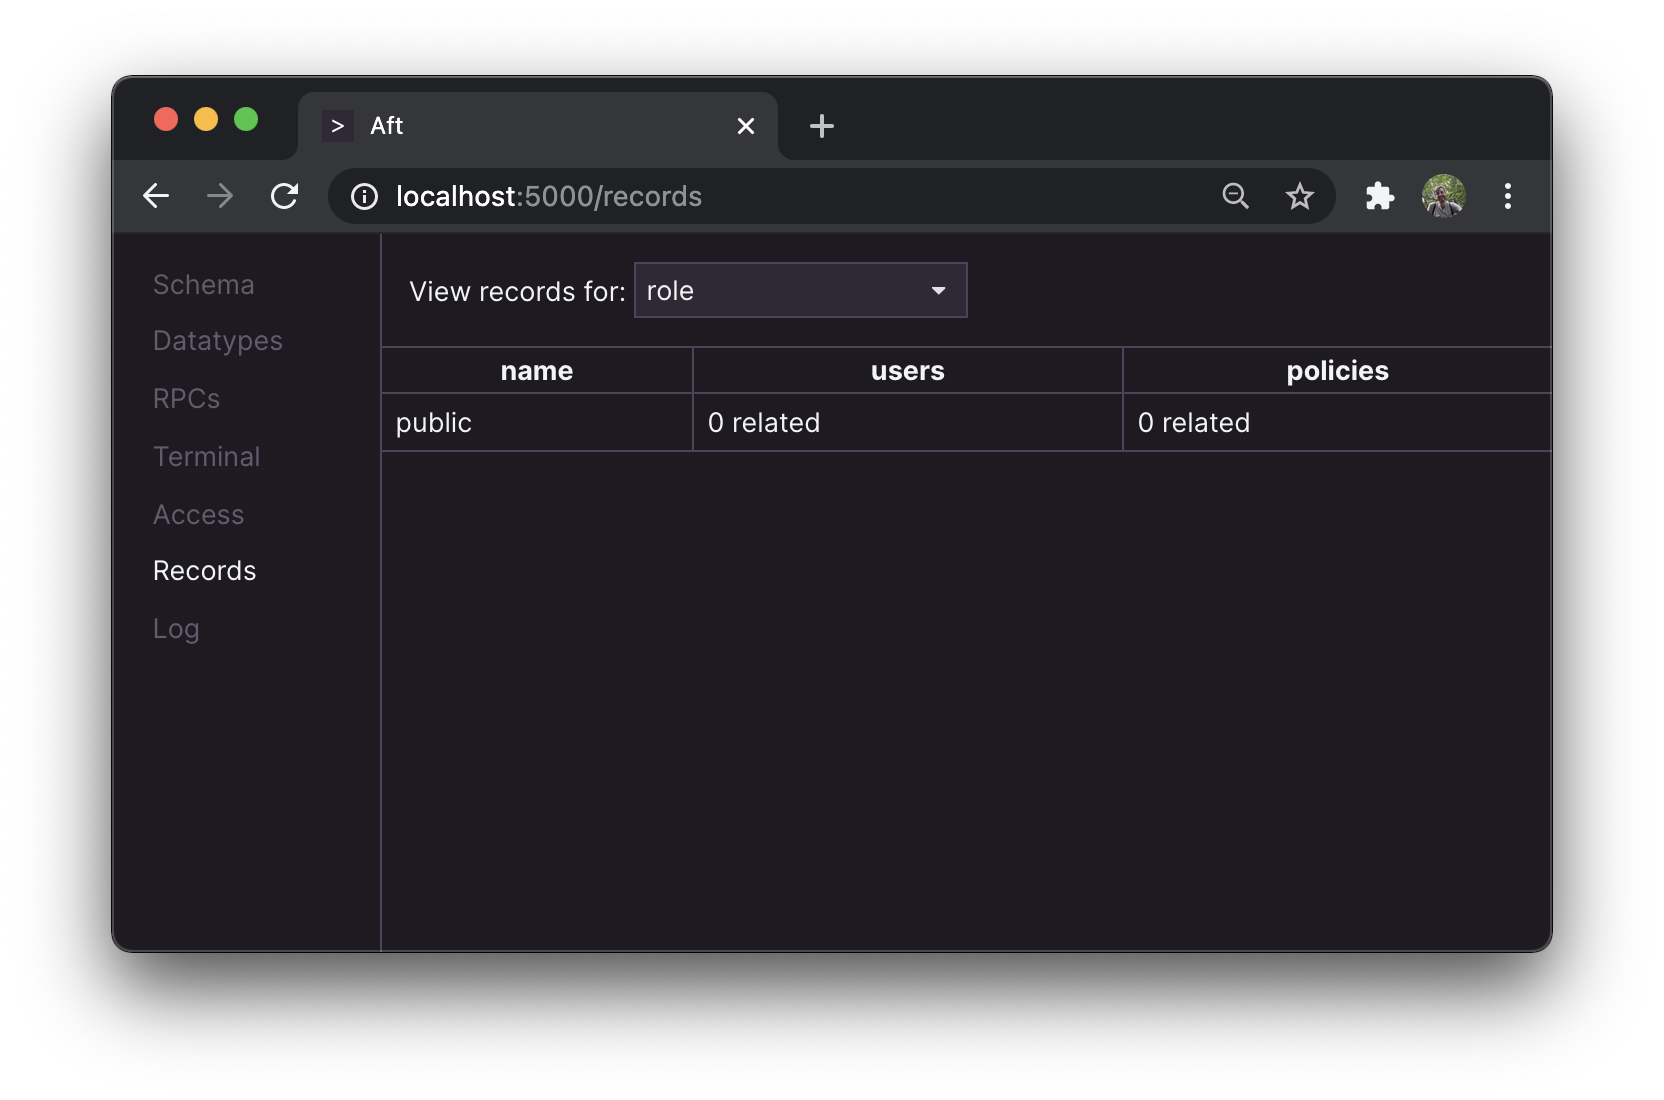 > Aft
localhost:5000/records
Schema
Datatypes
RPCs
Terminal
Access
Records
Log
View records for: role
name users policies
public 0 related 0 related